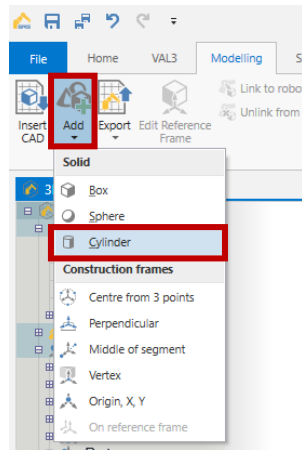 File Home VAL3 Modelling S
Link to robo
Insert CAD Add Export Edit Reference Frame Unlink from
Solid
3
Box
Sphere
Cylinder
Construction frames
Centre from 3 points
Perpendicular
Middle of segment
Vertex
Origin, X, Y
On reference frame